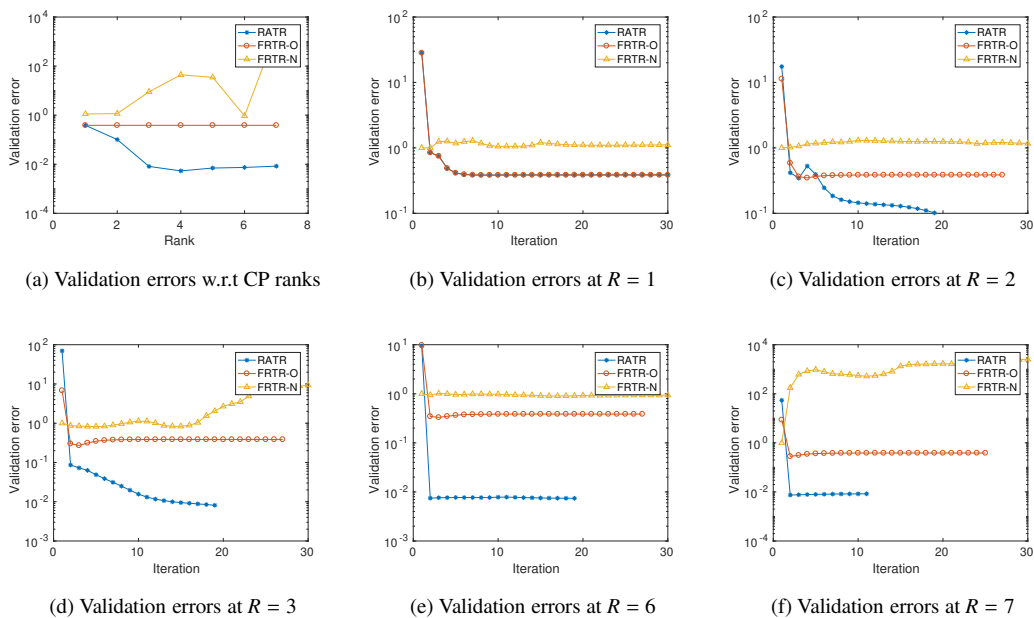 10^4
10^2
10^0
10^-2
10^-4
0 2 4 6 8
Rank
Validation error
RATR
FRTR-O
FRTR-N
(a) Validation errors w.r.t CP ranks
10^2
10^1
10^0
10^-1
0 10 20 30
Iteration
Validation error
RATR
FRTR-O
FRTR-N
(b) Validation errors at R = 1
10^2
10^1
10^0
10^-1
0 10 20 30
Iteration
Validation error
RATR
FRTR-O
FRTR-N
(c) Validation errors at R = 2
10^2
10^1
10^0
10^-1
10^-2
10^-3
0 10 20 30
Iteration
Validation error
RATR
FRTR-O
FRTR-N
(d) Validation errors at R = 3
10^1
10^0
10^-1
10^-2
10^-3
0 10 20 30
Iteration
Validation error
RATR
FRTR-O
FRTR-N
(e) Validation errors at R = 6
10^4
10^2
10^0
10^-2
10^-4
0 10 20 30
Iteration
Validation error
RATR
FRTR-O
FRTR-N
(f) Validation errors at R = 7